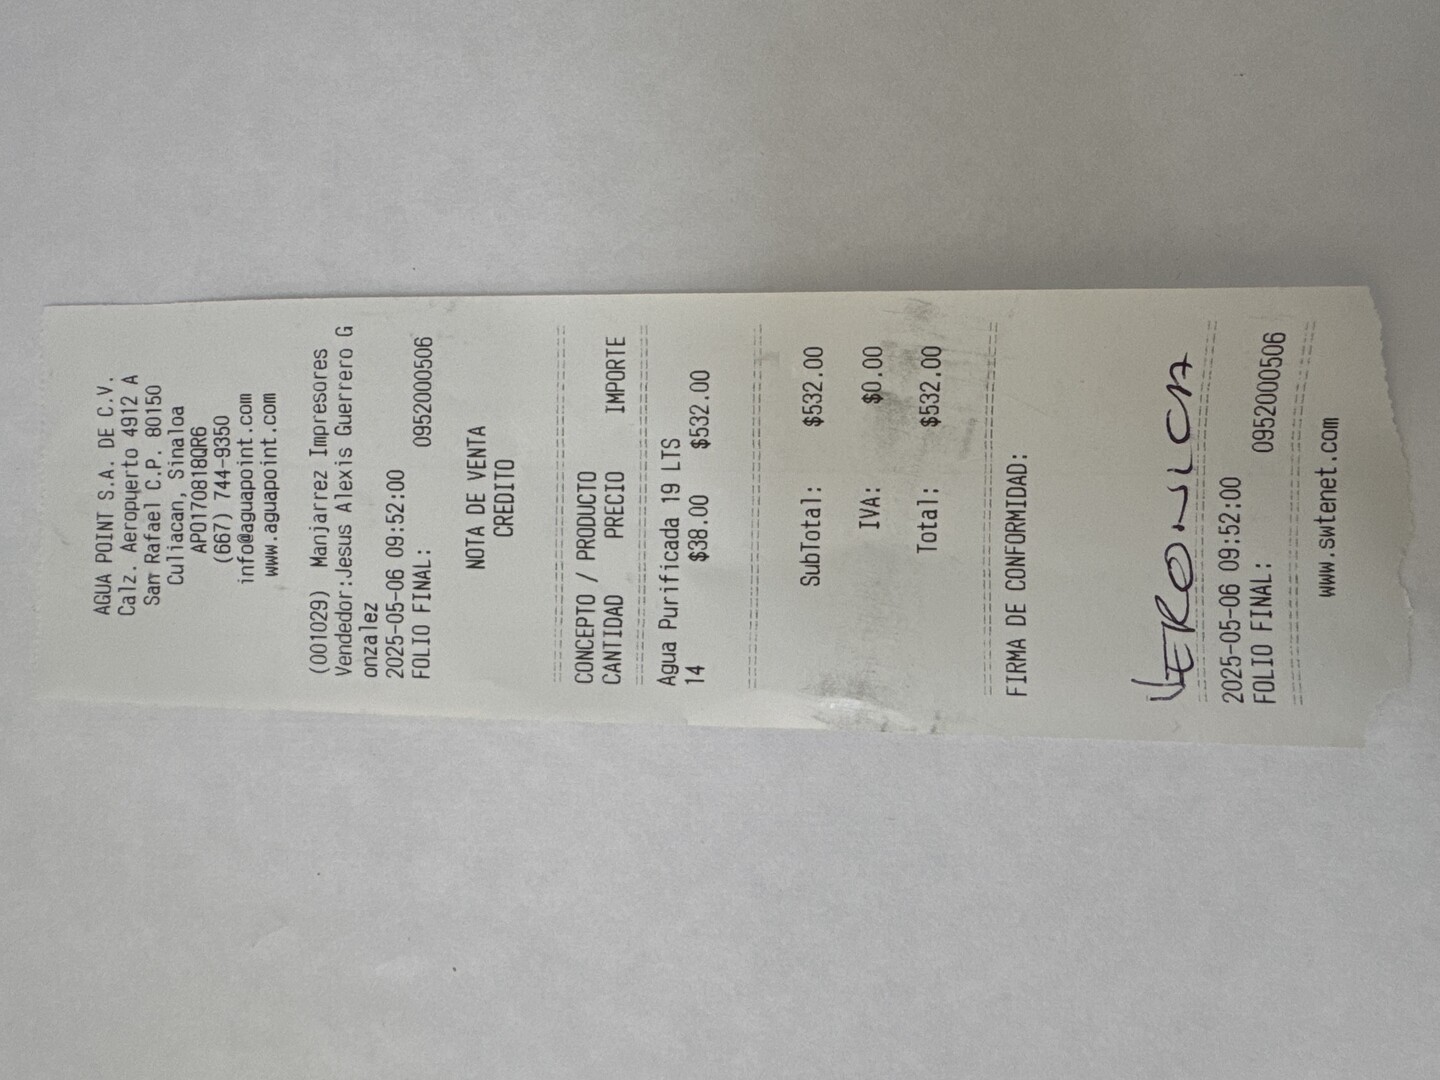 AGUA POINT S.A. DE C.V.
Calz. Aeropuerto 4912 A
San Rafael C.P. 80150
Culiacan, Sinaloa
APO170818QR6
(667) 744-9350
info@aguapoint.com
www.aguapoint.com
(001029) Manjarrez Impresores
Vendedor:Jesus Alexis Guerrero G
onzalez
2025-05-06 09:52:00
FOLIO FINAL: 0952000506
NOTA DE VENTA
CREDITO
CONCEPTO / PRODUCTO
CANTIDAD PRECIO IMPORTE
Agua Purificada 19 LTS
14 $38.00 $532.00
SubTotal: $532.00
IVA: $0.00
Total: $532.00
FIRMA DE CONFORMIDAD:
VERONICA
2025-05-06 09:52:00
FOLIO FINAL: 0952000506
www.swtenet.com